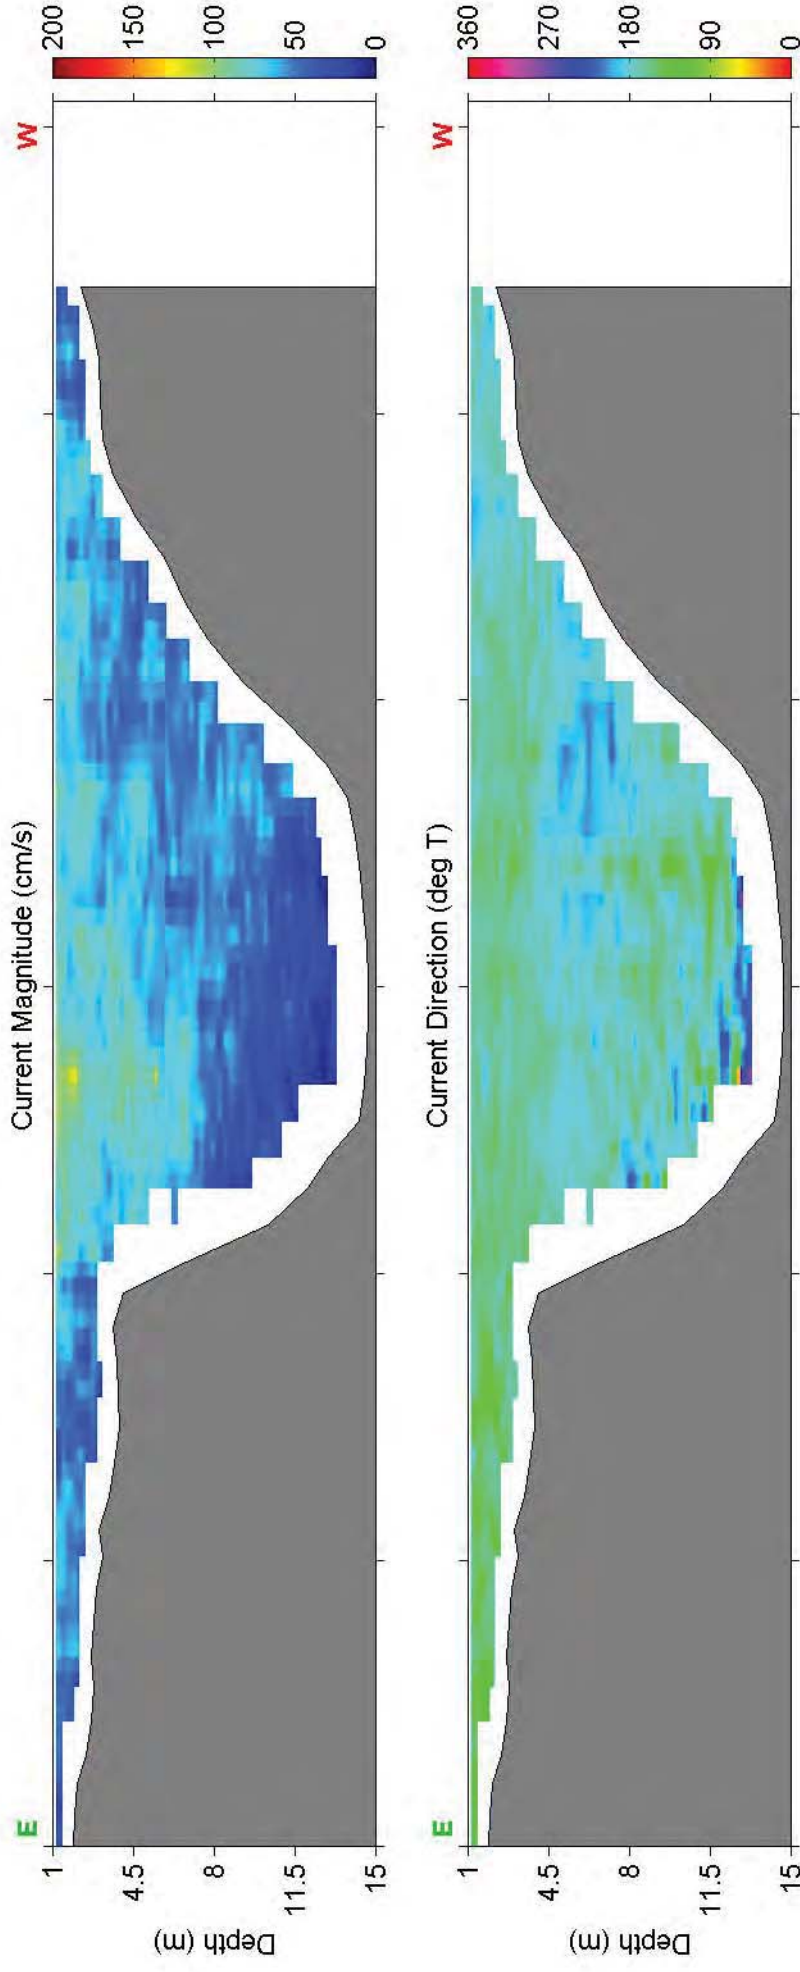 Current Magnitude (cm/s)
E
W
Depth (m)
1
4.5
8
11.5
15
200
150
100
50
0
Current Direction (deg T)
E
W
Depth (m)
1
4.5
8
11.5
15
360
270
180
90
0